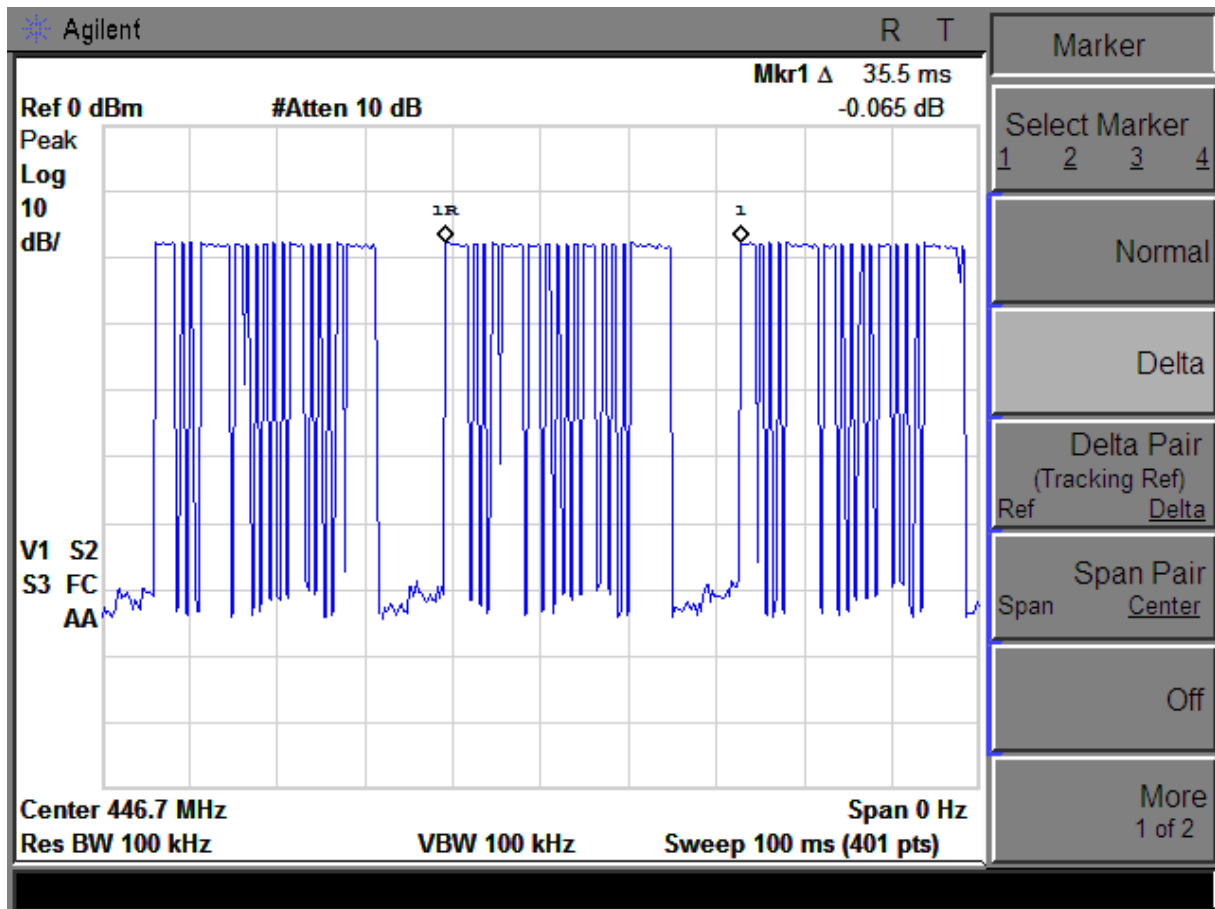 Agilent R T
Mkr1 Δ 35.5 ms
Ref 0 dBm #Atten 10 dB -0.065 dB
Peak
Log
10
dB/
1R 1
V1 S2
S3 FC
AA
Center 446.7 MHz Span 0 Hz
Res BW 100 kHz VBW 100 kHz Sweep 100 ms (401 pts)
Marker
Select Marker
1 2 3 4
Normal
Delta
Delta Pair
(Tracking Ref)
Ref Delta
Span Pair
Span Center
Off
More
1 of 2